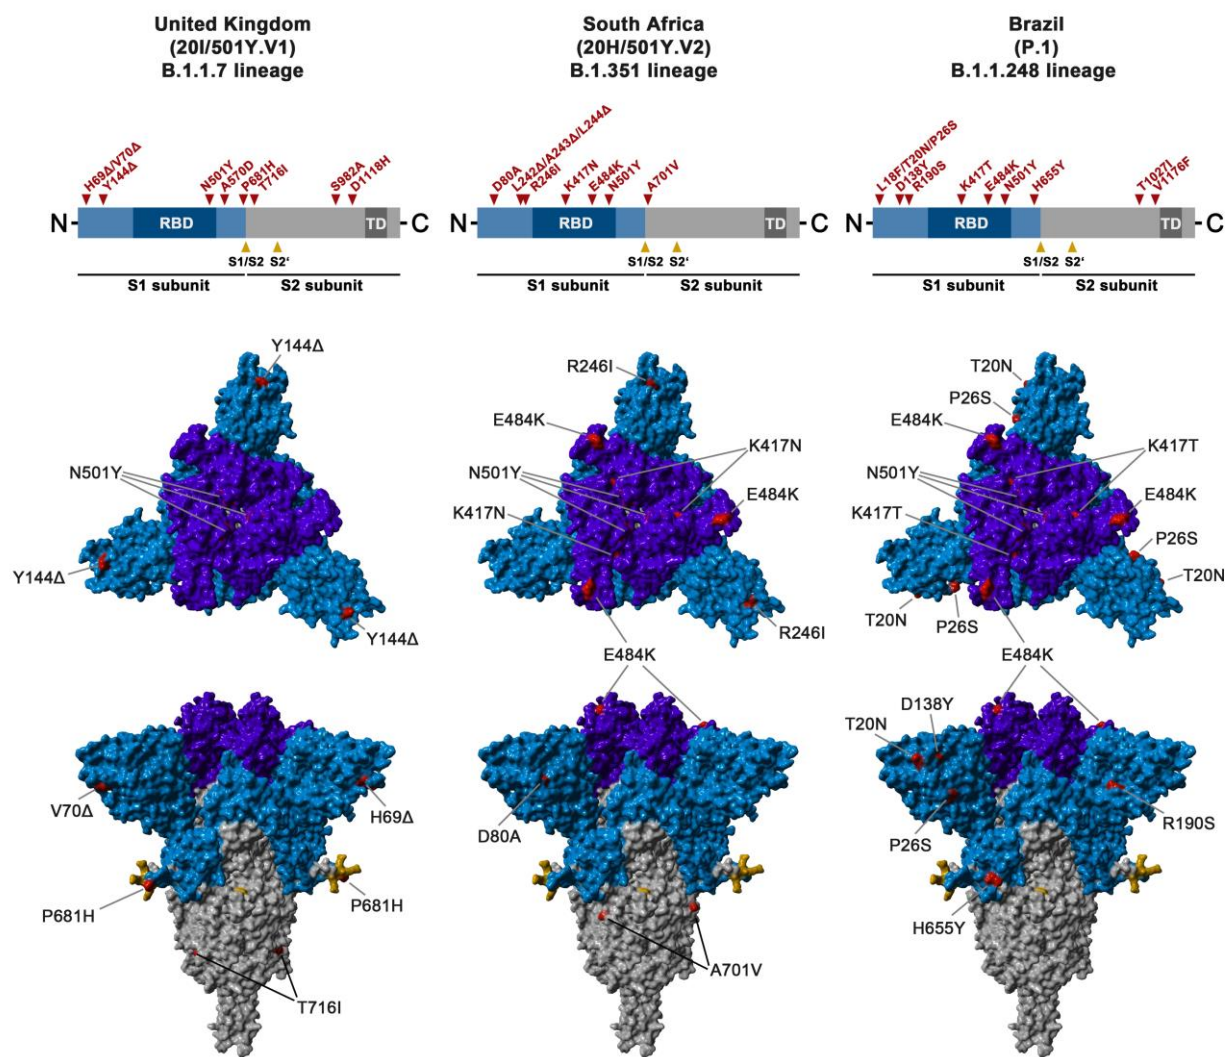 United Kingdom
(20I/501Y.V1)
B.1.1.7 lineage
South Africa
(20H/501Y.V2)
B.1.351 lineage
Brazil
(P.1)
B.1.1.248 lineage
H69Δ/V70Δ
Y144Δ
N501Y
A570D
P681H
T716I
S982A
D1118H
N
RBD
TD
C
S1/S2
S2‘
S1 subunit
S2 subunit
D80A
L242Δ/A243Δ/L244Δ
R246I
K417N
E484K
N501Y
A701V
N
RBD
TD
C
S1/S2
S2‘
S1 subunit
S2 subunit
L18F/T20N/P26S
D138Y
R190S
K417T
E484K
N501Y
H655Y
T1027I
V1176F
N
RBD
TD
C
S1/S2
S2‘
S1 subunit
S2 subunit
Y144Δ
N501Y
Y144Δ
Y144Δ
R246I
E484K
K417N
N501Y
E484K
K417N
R246I
E484K
T20N
P26S
E484K
K417T
N501Y
E484K
K417T
P26S
T20N
T20N
P26S
E484K
V70Δ
H69Δ
P681H
P681H
T716I
D80A
A701V
D138Y
T20N
R190S
P26S
H655Y